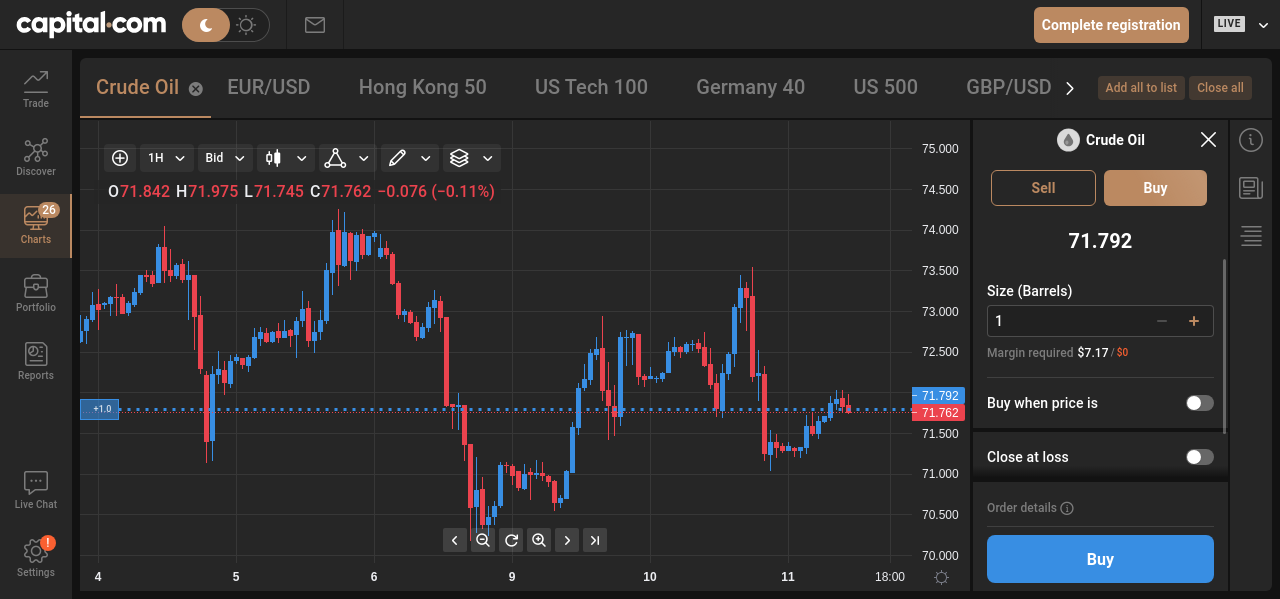 capital.com
Complete registration
LIVE
Trade
Discover
26
Charts
Portfolio
Reports
Live Chat
!
Settings
Crude Oil EUR/USD Hong Kong 50 US Tech 100 Germany 40 US 500 GBP/USD
Add all to list Close all
1H Bid
O71.842 H71.975 L71.745 C71.762 −0.076 (−0.11%)
+1.0
75.000
74.500
74.000
73.500
73.000
72.500
71.792
71.762
71.500
71.000
70.500
70.000
4 5 6 9 10 11 18:00
Crude Oil
Sell Buy
71.792
Size (Barrels)
1
Margin required $7.17 / $0
Buy when price is
Close at loss
Order details
Buy